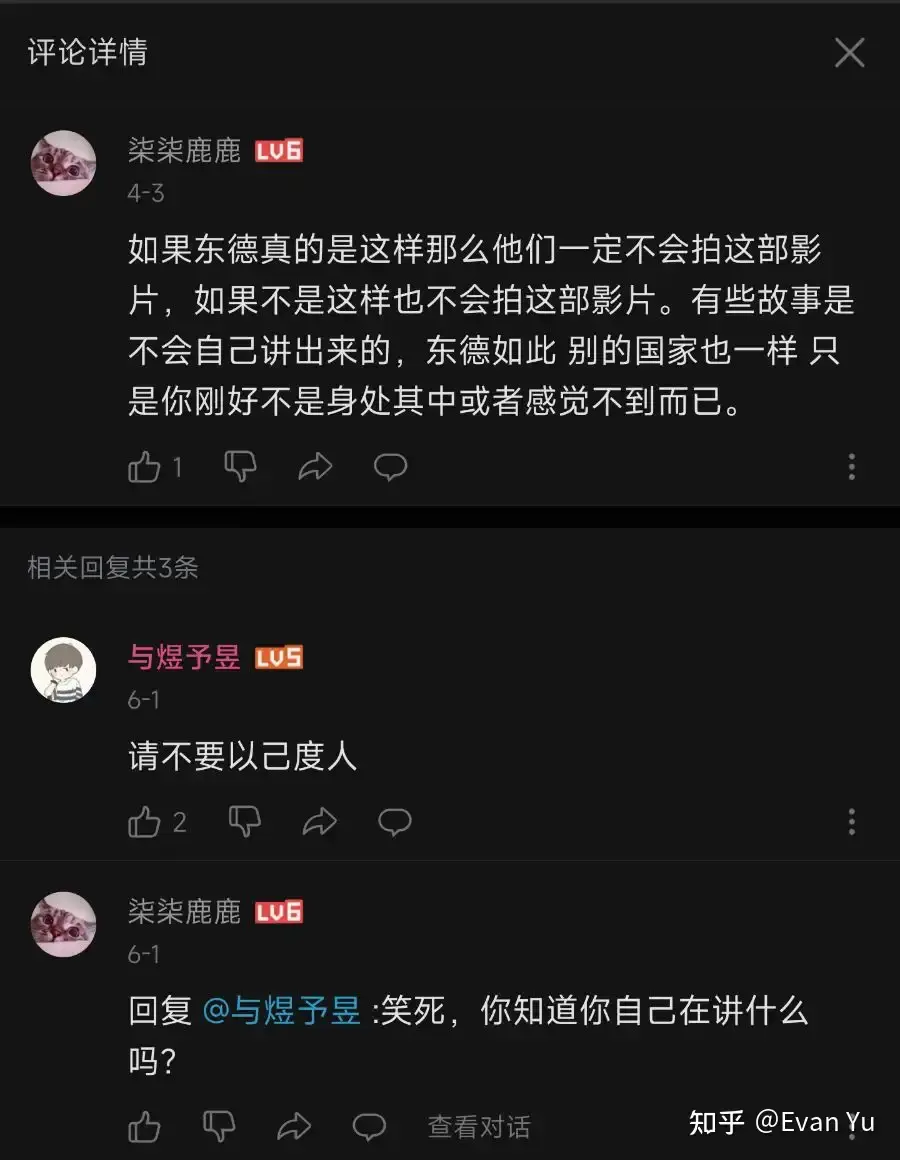 评论详情
柒柒鹿鹿 LV6
4-3
如果东德真的是这样那么他们一定不会拍这部影
片，如果不是这样也不会拍这部影片。有些故事是
不会自己讲出来的，东德如此 别的国家也一样 只
是你刚好不是身处其中或者感觉不到而已。
1
相关回复共3条
与煜予昱 LV5
6-1
请不要以己度人
2
柒柒鹿鹿 LV6
6-1
回复 @与煜予昱 :笑死，你知道你自己在讲什么
吗？
查看对话
知乎 @Evan Yu